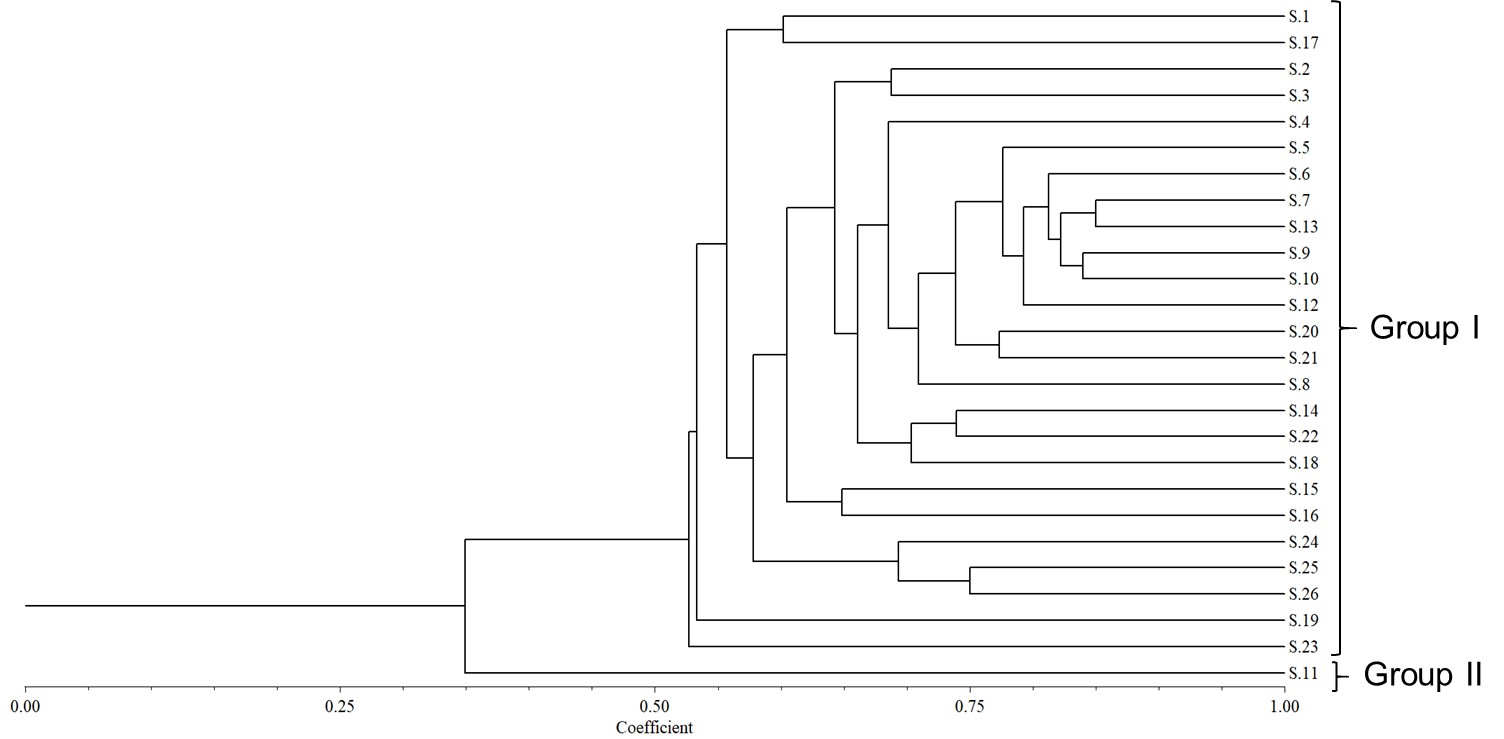 S.1
S.17
S.2
S.3
S.4
S.5
S.6
S.7
S.13
S.9
S.10
S.12
S.20
S.21
Group I
S.8
S.14
S.22
S.18
S.15
S.16
S.24
S.25
S.26
S.19
S.23
S.11
Group II
0.00 0.25 0.50 0.75 1.00
Coefficient